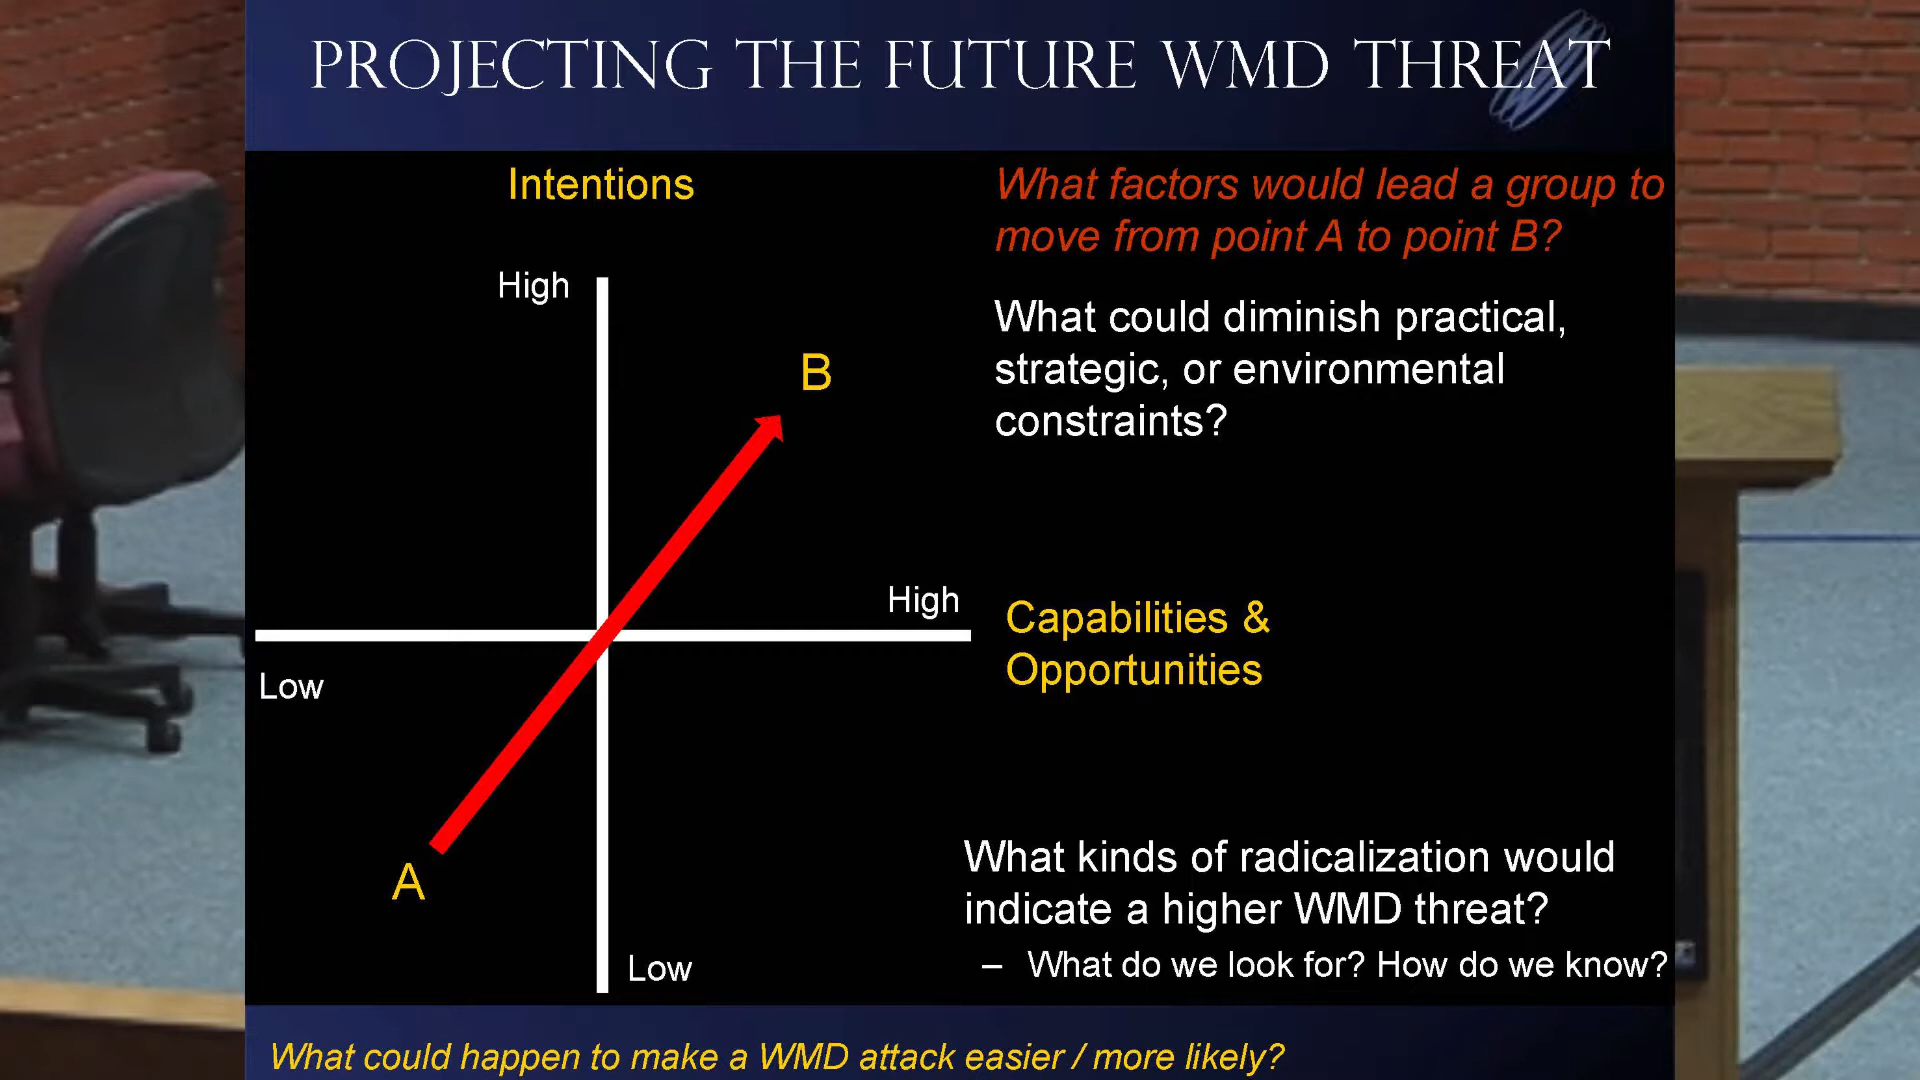 PROJECTING THE FUTURE WMD THREAT
Intentions
What factors would lead a group to
move from point A to point B?
High
What could diminish practical,
strategic, or environmental
constraints?
B
High
Capabilities &
Opportunities
Low
A
What kinds of radicalization would
indicate a higher WMD threat?
– What do we look for? How do we know?
Low
What could happen to make a WMD attack easier / more likely?